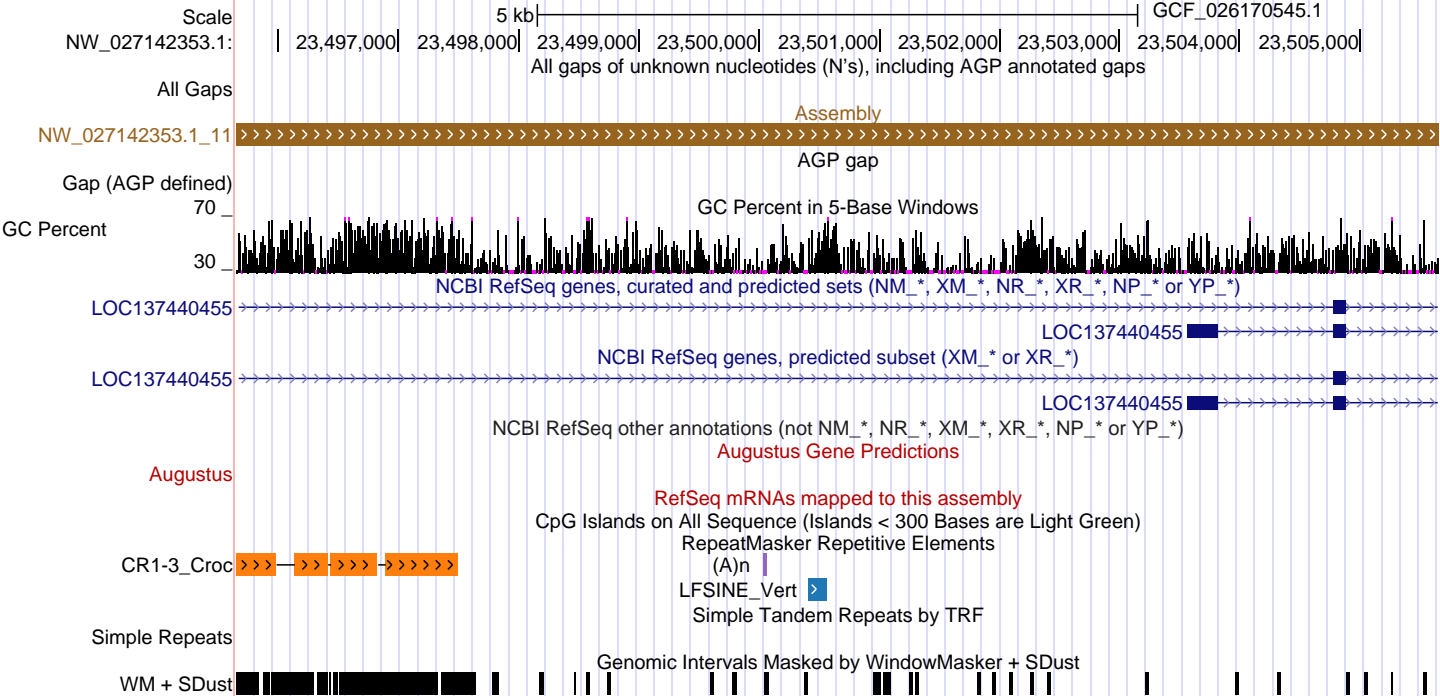 Scale 5 kb GCF_026170545.1
NW_027142353.1: 23,497,000 23,498,000 23,499,000 23,500,000 23,501,000 23,502,000 23,503,000 23,504,000 23,505,000
All gaps of unknown nucleotides (N's), including AGP annotated gaps
All Gaps
Assembly
NW_027142353.1_11
AGP gap
Gap (AGP defined)
GC Percent in 5-Base Windows
70 _
GC Percent
30 _
NCBI RefSeq genes, curated and predicted sets (NM_*, XM_*, NR_*, XR_*, NP_* or YP_*)
LOC137440455
LOC137440455
NCBI RefSeq genes, predicted subset (XM_* or XR_*)
LOC137440455
LOC137440455
NCBI RefSeq other annotations (not NM_*, NR_*, XM_*, XR_*, NP_* or YP_*)
Augustus Gene Predictions
Augustus
RefSeq mRNAs mapped to this assembly
CpG Islands on All Sequence (Islands < 300 Bases are Light Green)
RepeatMasker Repetitive Elements
CR1-3_Croc (A)n
LFSINE_Vert
Simple Tandem Repeats by TRF
Simple Repeats
Genomic Intervals Masked by WindowMasker + SDust
WM + SDust